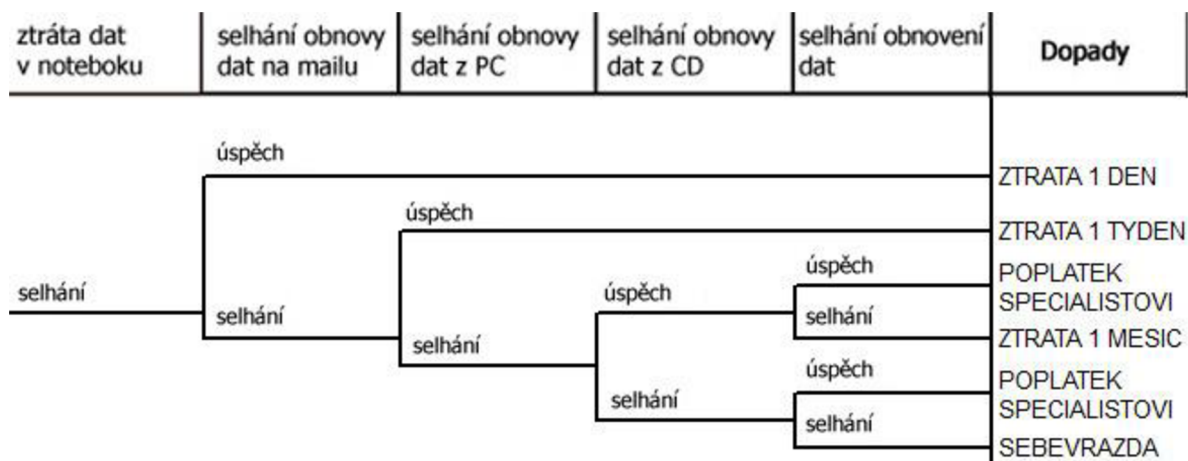 ztráta dat
v noteboku
selhání obnovy
dat na mailu
selhání obnovy
dat z PC
selhání obnovy
dat z CD
selhání obnovení
dat
Dopady
úspěch
ZTRATA 1 DEN
úspěch
ZTRATA 1 TYDEN
úspěch
POPLATEK
SPECIALISTOVI
selhání
úspěch
selhání
selhání
ZTRATA 1 MESIC
selhání
úspěch
POPLATEK
SPECIALISTOVI
selhání
selhání
SEBEVRAZDA